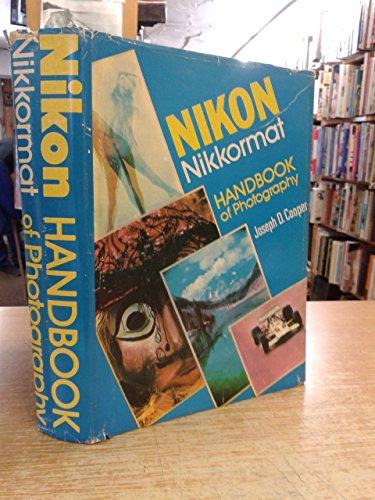 Nikon HANDBOOK
Nikkormat of Photography
NIKON
Nikkormat
HANDBOOK
of Photography
Joseph D. Cooper